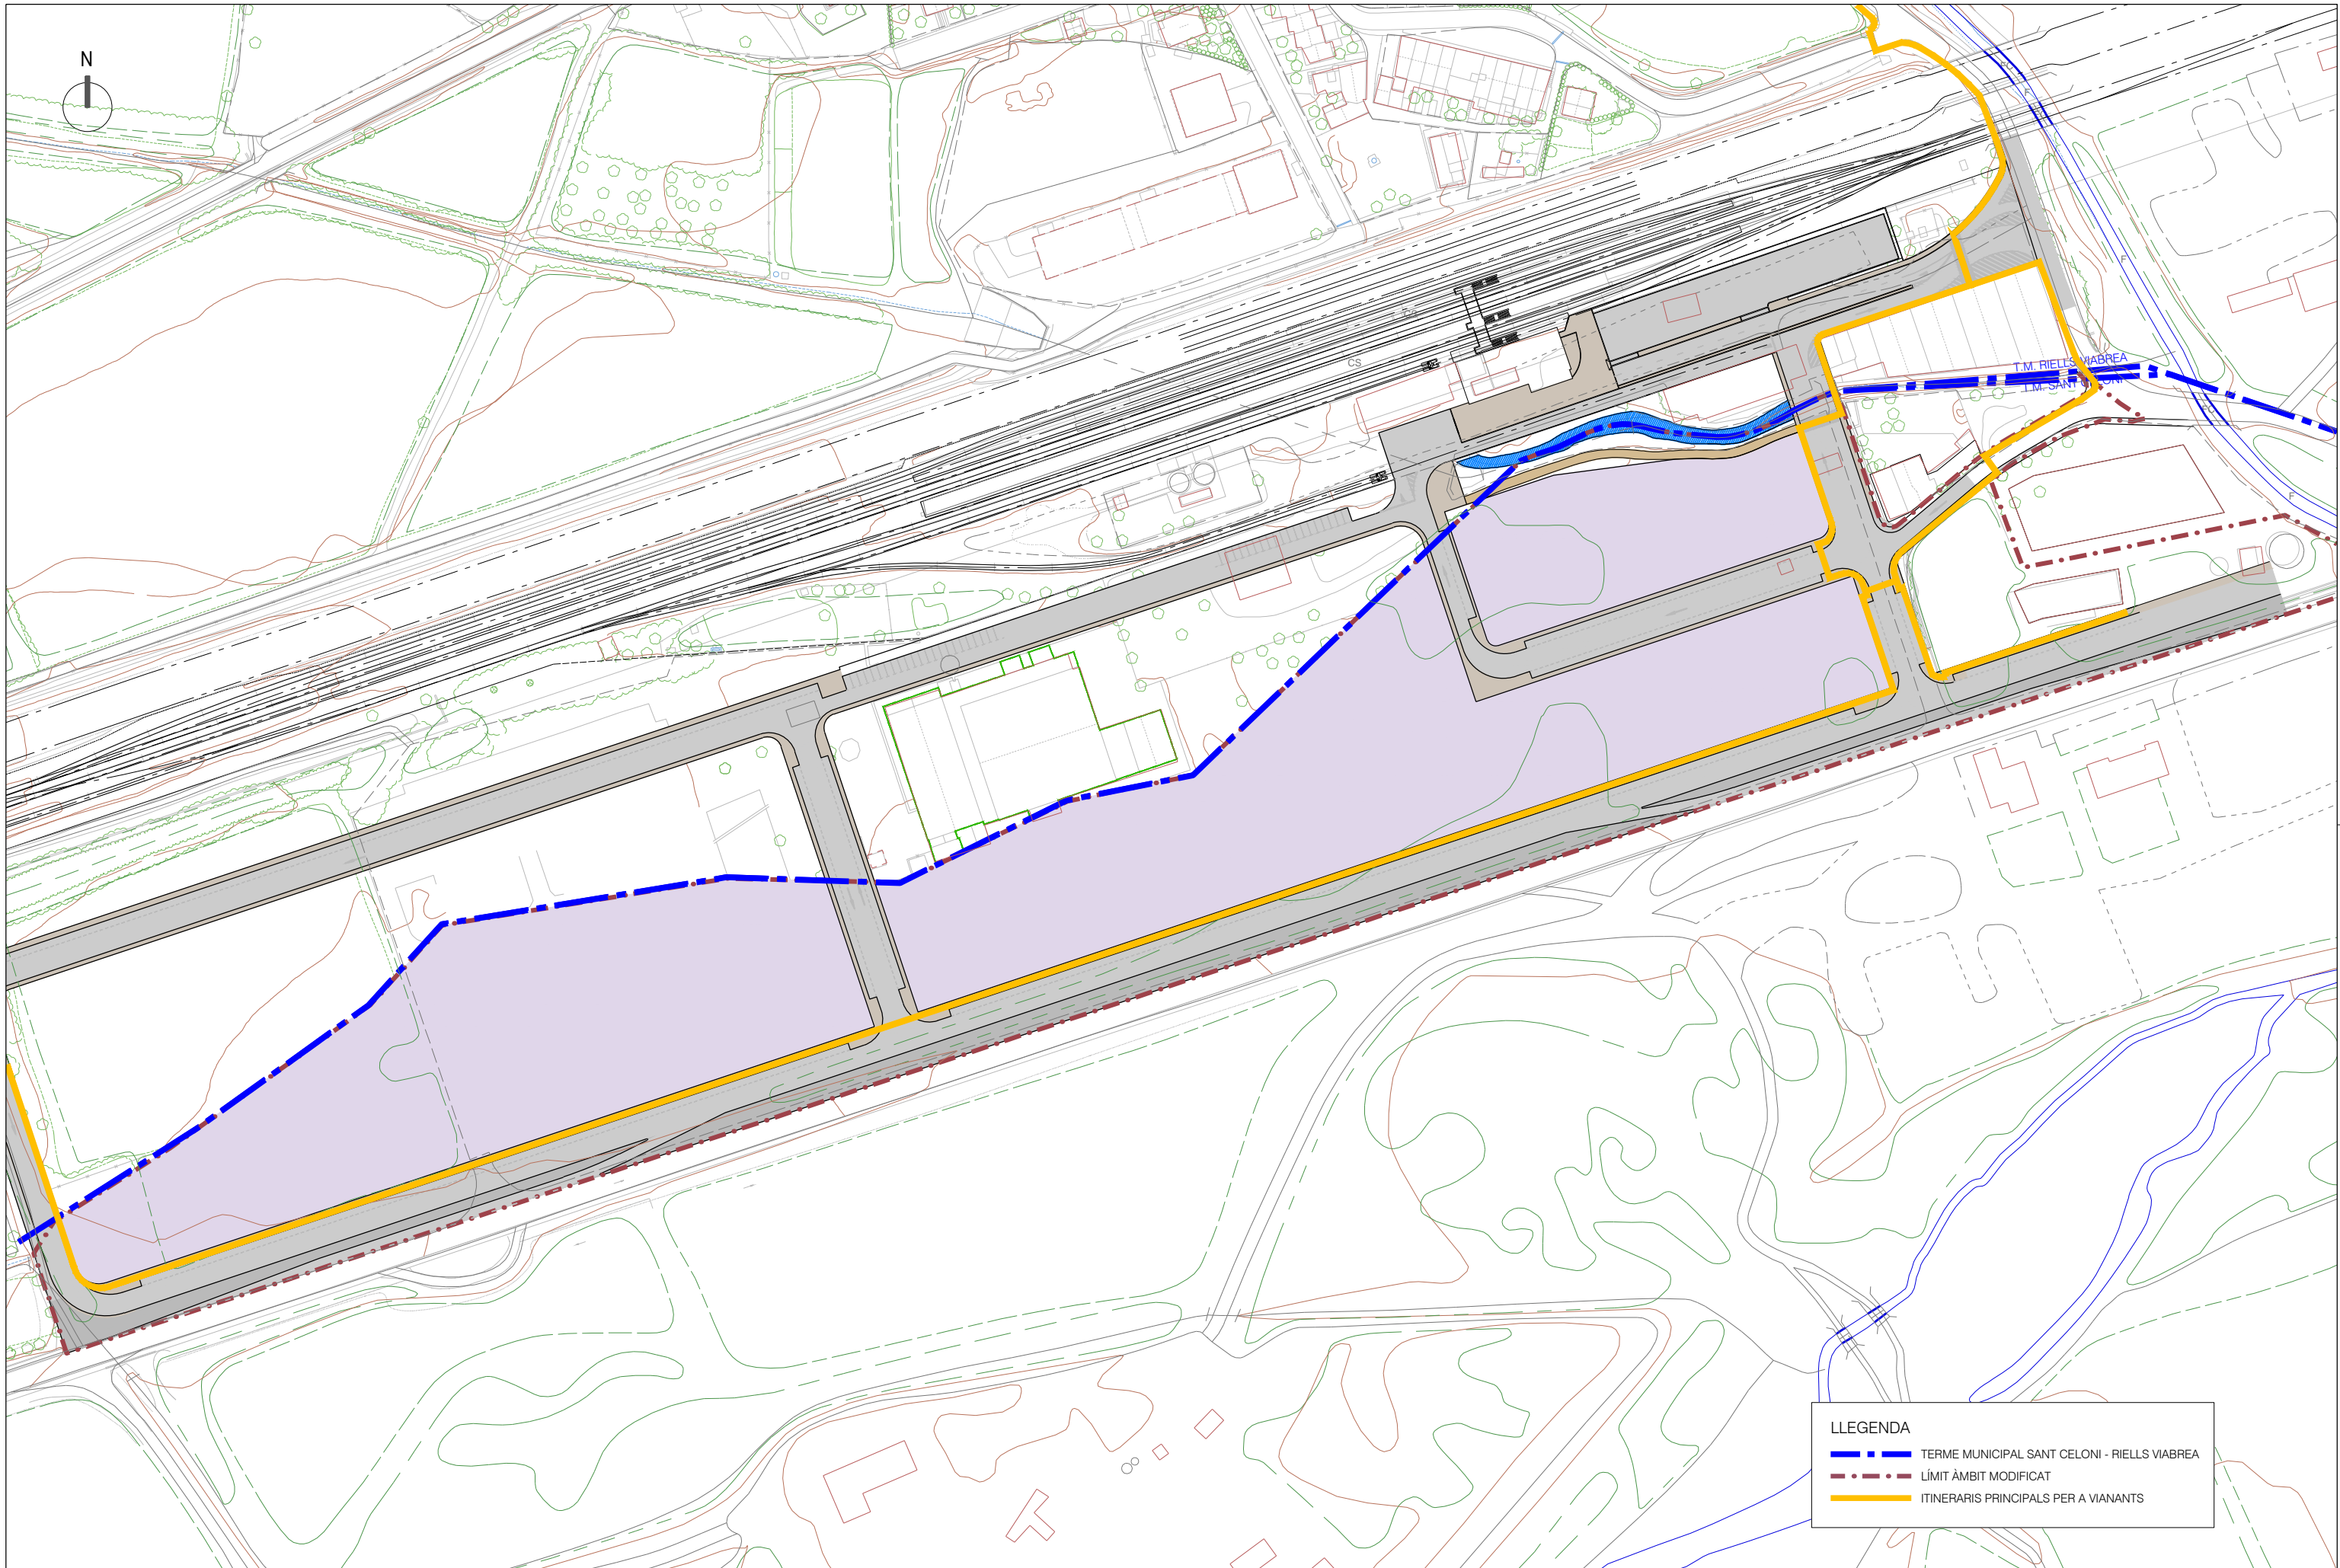 N
F
CS
CS
T.M. RIELLS VIABREA
T.M. SANT CELONI
F
F
LLEGENDA
TERME MUNICIPAL SANT CELONI - RIELLS VIABREA
LÍMIT ÀMBIT MODIFICAT
ITINERARIS PRINCIPALS PER A VIANANTS